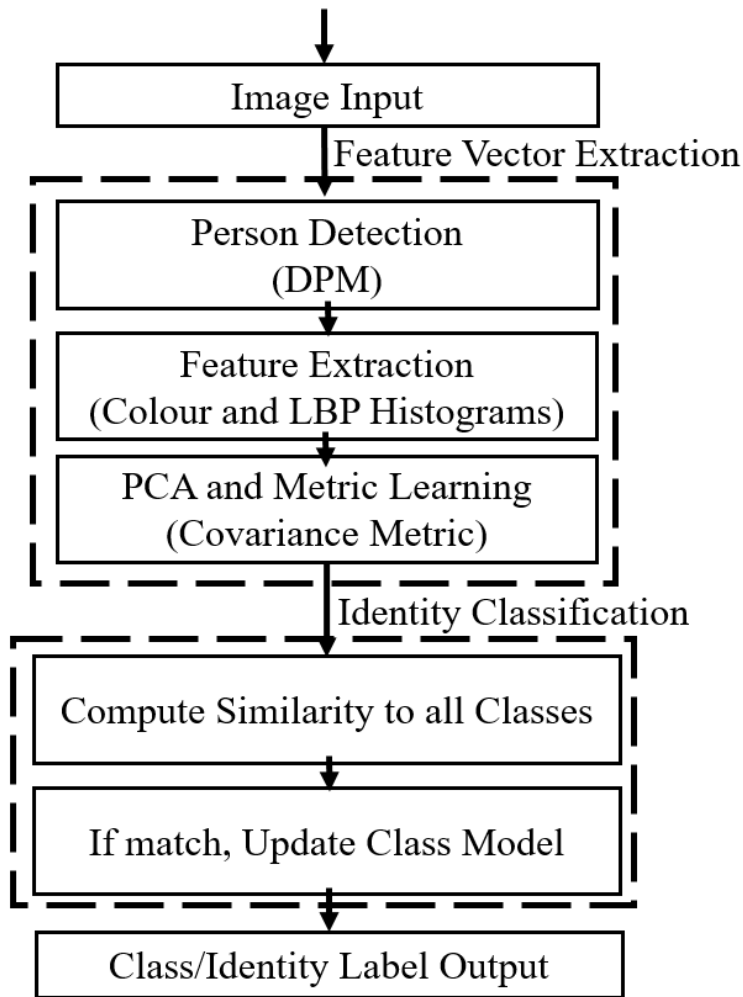 Image Input
Feature Vector Extraction
Person Detection
(DPM)
Feature Extraction
(Colour and LBP Histograms)
PCA and Metric Learning
(Covariance Metric)
Identity Classification
Compute Similarity to all Classes
If match, Update Class Model
Class/Identity Label Output